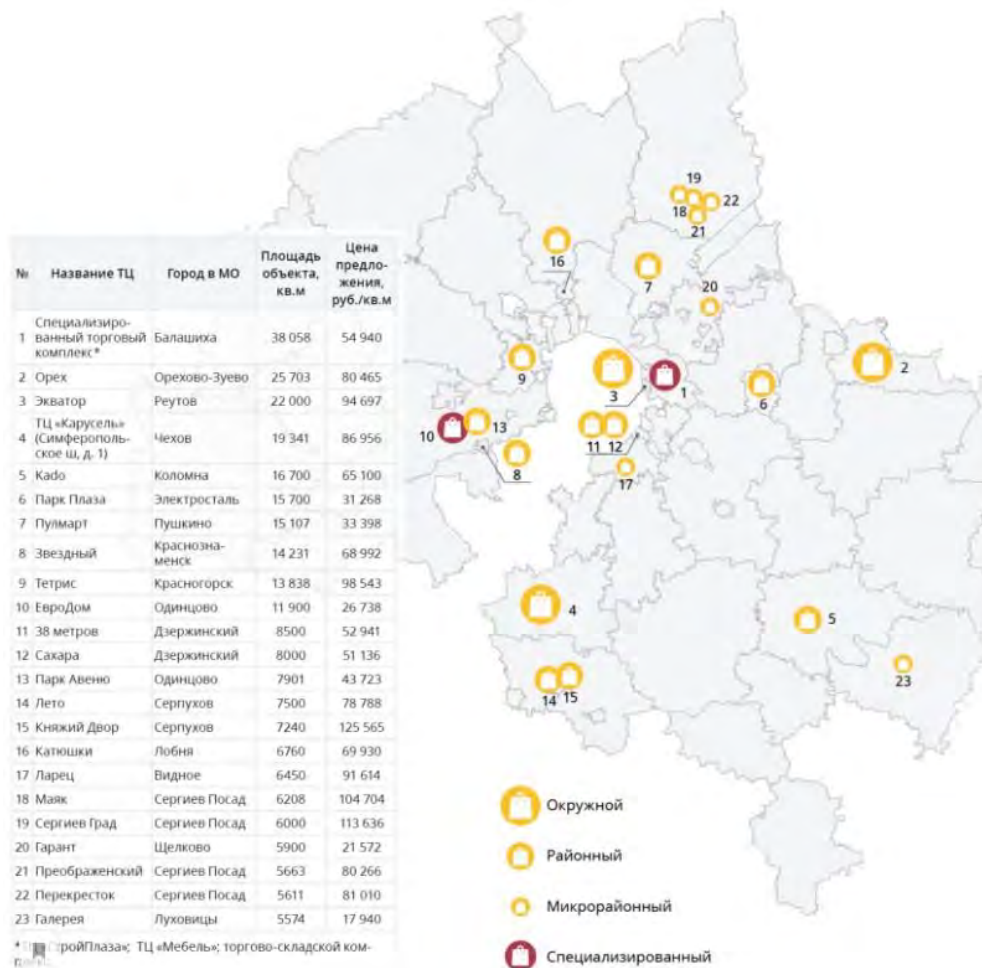 № Название ТЦ Город в МО Площадь объекта, кв.м Цена предло-жения, руб./кв.м
1 Специализиро-ванный торговый комплекс* Балашиха 38 058 54 940
2 Орех Орехово-Зуево 25 703 80 465
3 Экватор Реутов 22 000 94 697
4 ТЦ «Карусель» (Симферополь-ское ш, д. 1) Чехов 19 341 86 956
5 Kado Коломна 16 700 65 100
6 Парк Плаза Электросталь 15 700 31 268
7 Пулмарт Пушкино 15 107 33 398
8 Звездный Краснозна-менск 14 231 68 992
9 Тетрис Красногорск 13 838 98 543
10 ЕвроДом Одинцово 11 900 26 738
11 38 метров Дзержинский 8500 52 941
12 Сахара Дзержинский 8000 51 136
13 Парк Авеню Одинцово 7901 43 723
14 Лето Серпухов 7500 78 788
15 Княжий Двор Серпухов 7240 125 565
16 Катюшки Лобня 6760 69 930
17 Ларец Видное 6450 91 614
18 Маяк Сергиев Посад 6208 104 704
19 Сергиев Град Сергиев Посад 6000 113 636
20 Гарант Щелково 5900 21 572
21 Преображенский Сергиев Посад 5663 80 266
22 Перекресток Сергиев Посад 5611 81 010
23 Галерея Луховицы 5574 17 940
* ТЦ «Мебель»; торгово-складской ком-
19
18
22
21
16
7
20
9
3
1
2
6
10
13
8
11
12
17
4
5
14
15
23
Окружной
Районный
Микрорайонный
Специализированный